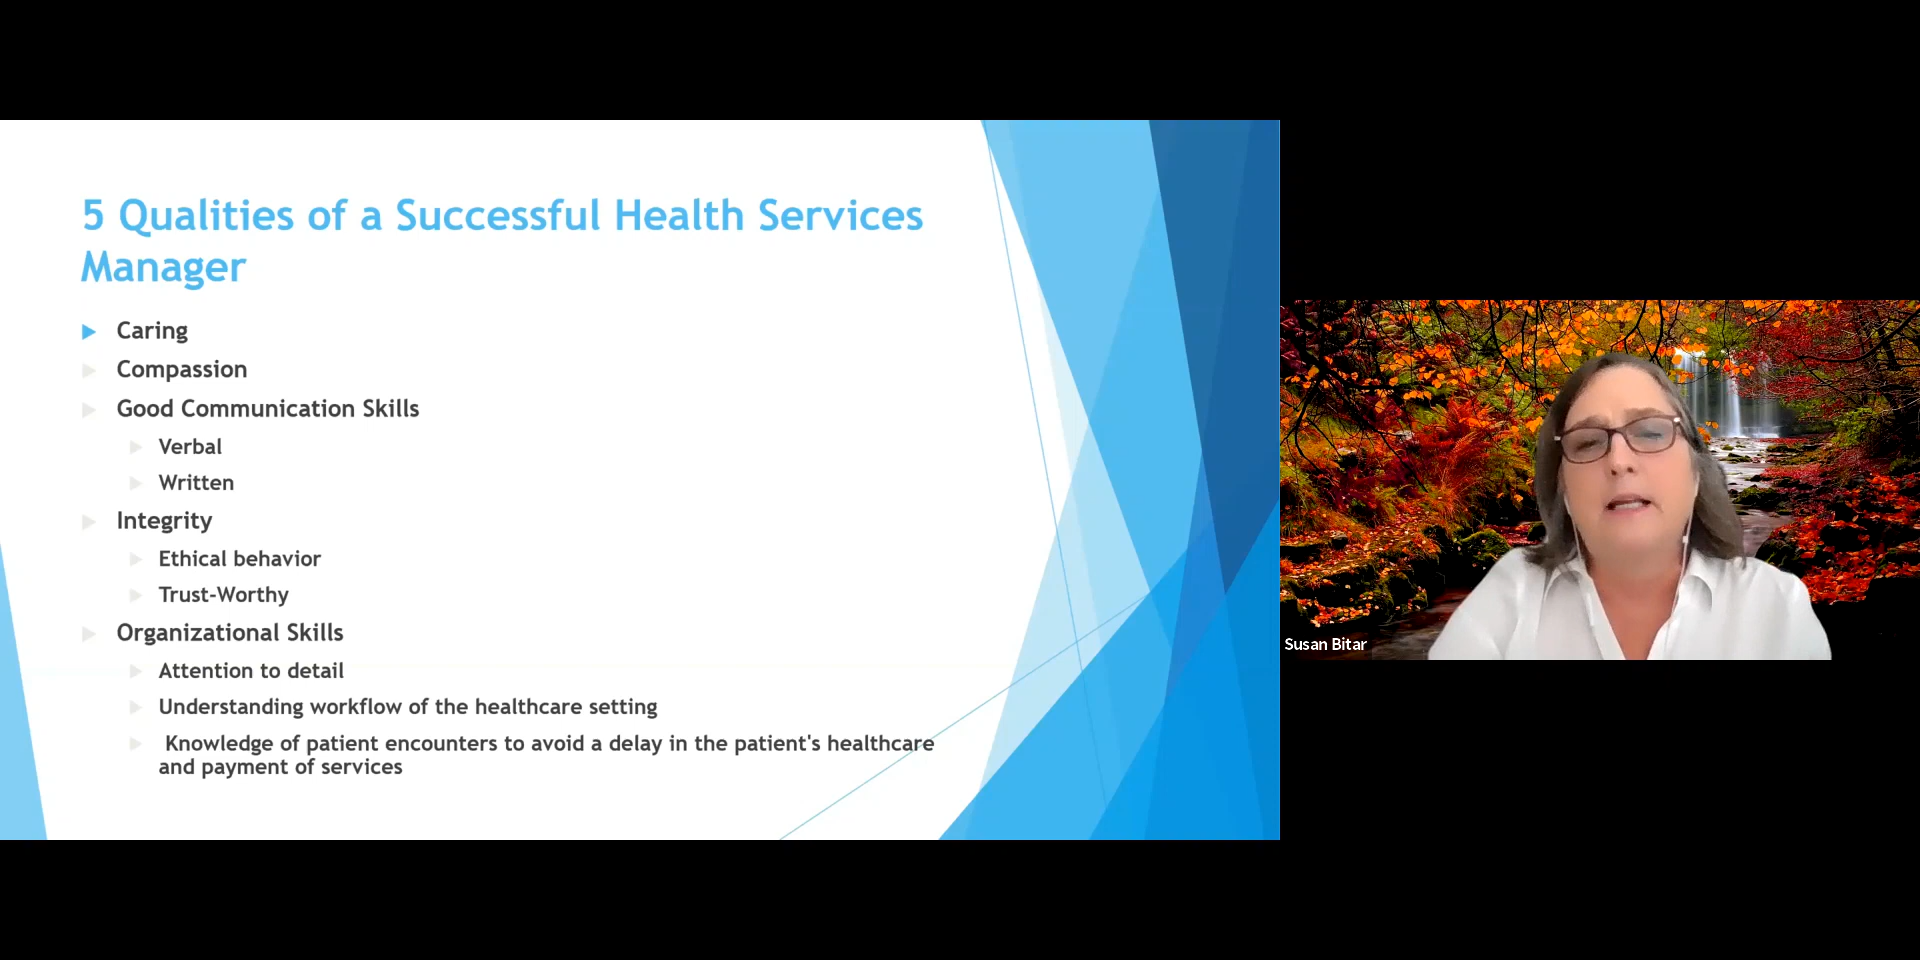 5 Qualities of a Successful Health Services
Manager
Caring
Compassion
Good Communication Skills
Verbal
Written
Integrity
Ethical behavior
Trust-Worthy
Organizational Skills
Attention to detail
Understanding workflow of the healthcare setting
Knowledge of patient encounters to avoid a delay in the patient's healthcare
and payment of services
Susan Bitar